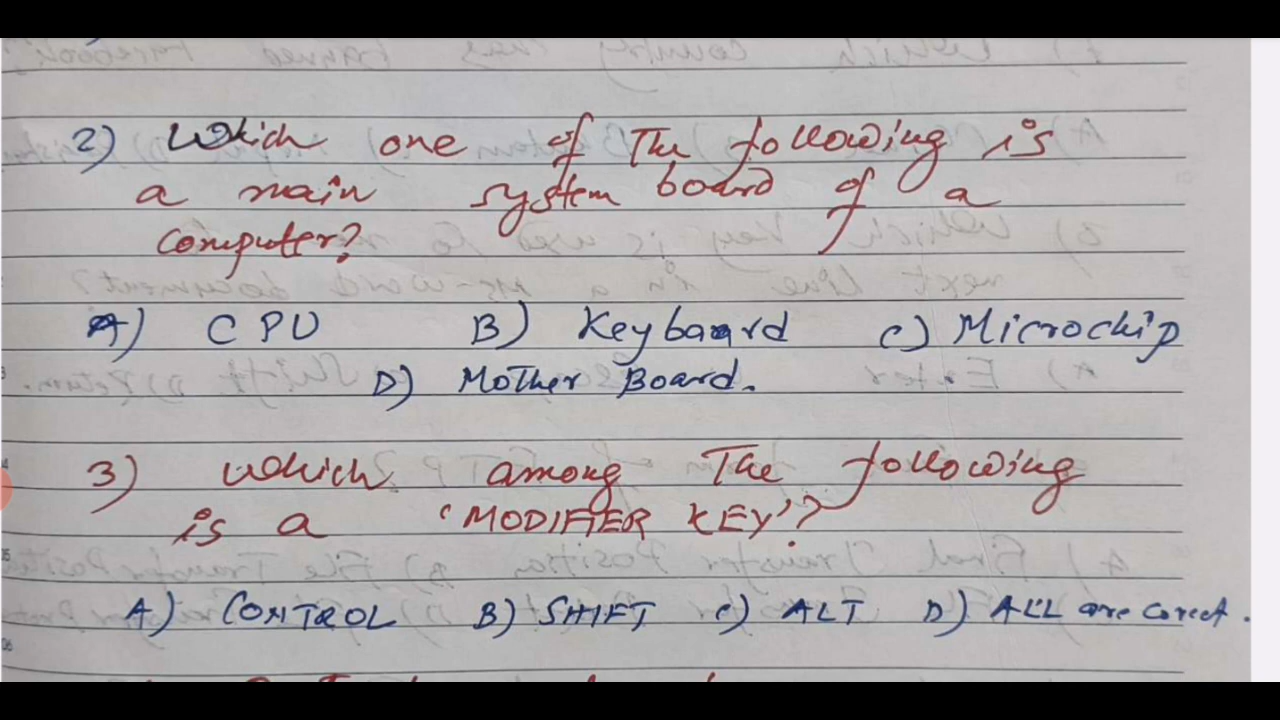 2) Which one of The following is
a main system board of a
computer?
A) CPU B) Keyboard C) Microchip
D) Mother Board.
3) which among The following
is a 'MODIFIER KEY'?
A) CONTROL B) SHIFT C) ALT D) ALL are corect.